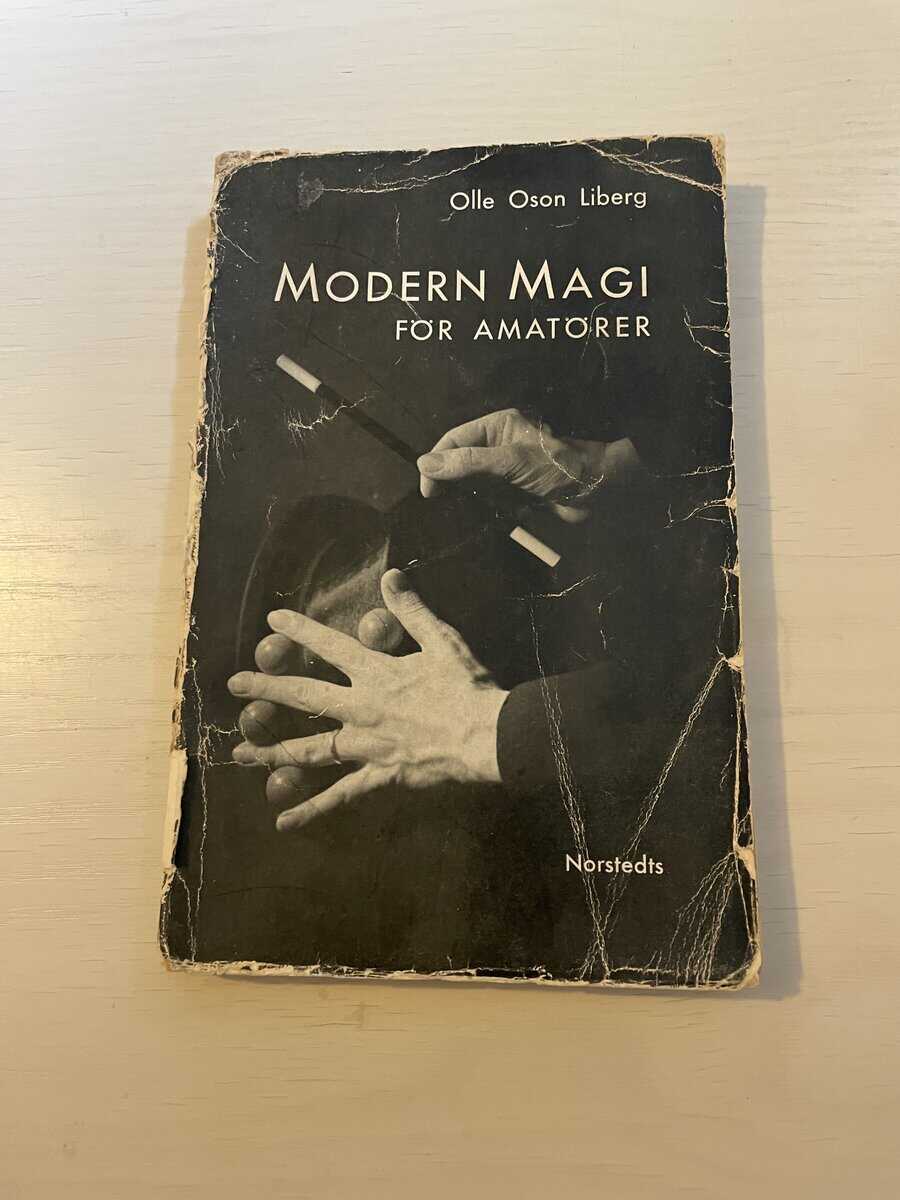 Olle Oson Liberg
MODERN MAGI
FÖR AMATÖRER
Norstedts